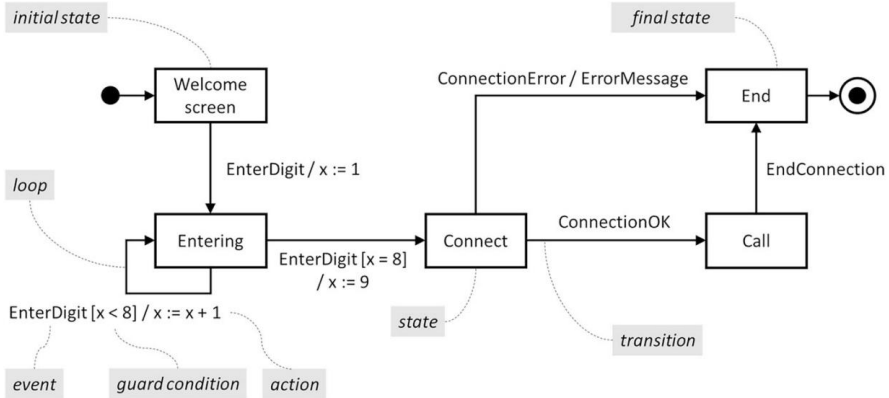 initial state
final state
Welcome
screen
ConnectionError / ErrorMessage
End
EnterDigit / x := 1
EndConnection
loop
Entering
Connect
ConnectionOK
Call
EnterDigit [x = 8]
/ x := 9
EnterDigit [x < 8] / x := x + 1
state
transition
event
guard condition
action